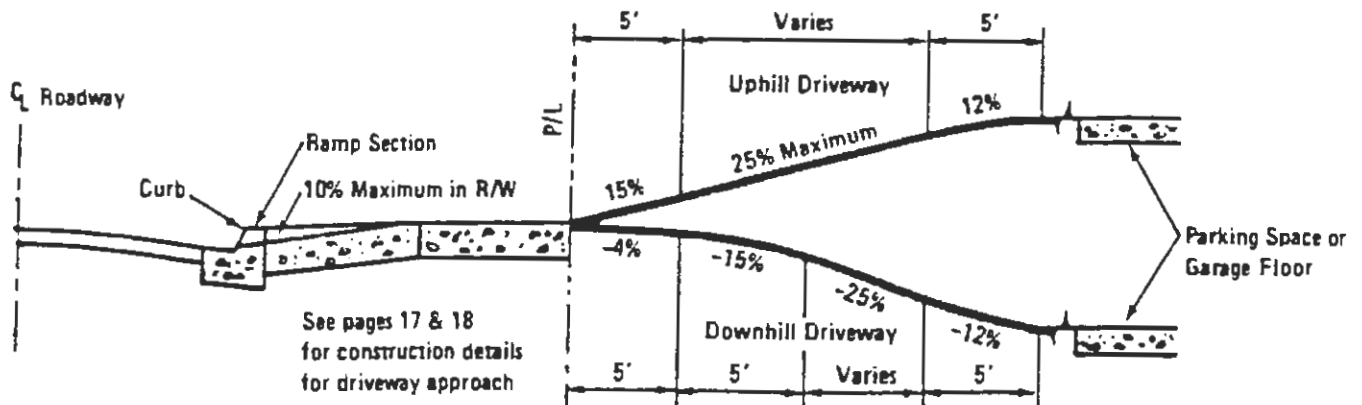 5' Varies 5'
Uphill Driveway
℄ Roadway
P/L
12%
Ramp Section
25% Maximum
Curb
10% Maximum in R/W
15%
-4%
-15%
-25%
-12%
Parking Space or
Garage Floor
See pages 17 & 18
for construction details
for driveway approach
Downhill Driveway
5' 5' Varies 5'